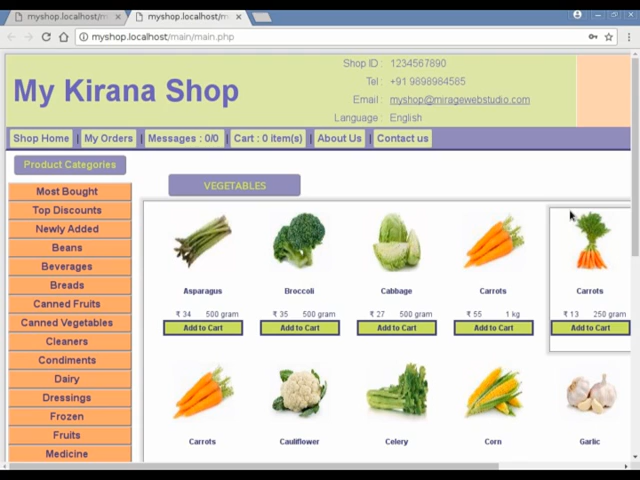 myshop.localhost/m
myshop.localhost/m
myshop.localhost/main/main.php
My Kirana Shop
Shop ID : 1234567890
Tel : +91 9898984585
Email : myshop@miragewebstudio.com
Language : English
Shop Home | My Orders | Messages : 0/0 | Cart : 0 item(s) | About Us | Contact us
Product Categories
Most Bought
Top Discounts
Newly Added
Beans
Beverages
Breads
Canned Fruits
Canned Vegetables
Cleaners
Condiments
Dairy
Dressings
Frozen
Fruits
Medicine
VEGETABLES
Asparagus Broccoli Cabbage Carrots Carrots
₹ 34 500 gram ₹ 35 500 gram ₹ 27 500 gram ₹ 55 1 kg ₹ 13 250 gram
Add to Cart Add to Cart Add to Cart Add to Cart Add to Cart
Carrots Cauliflower Celery Corn Garlic